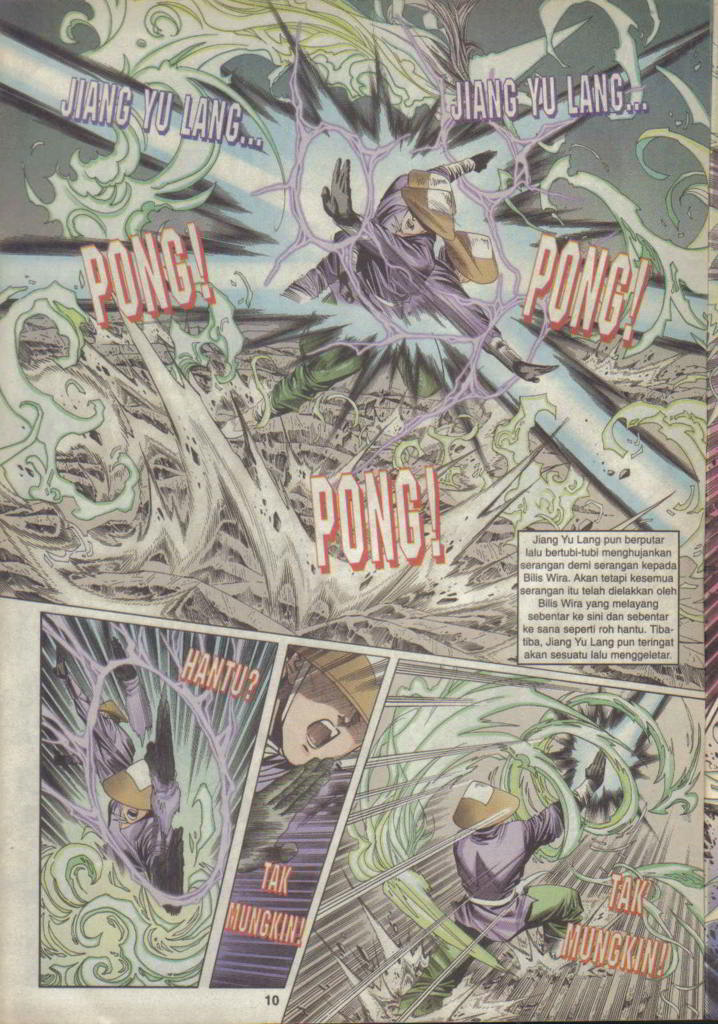 JIANG YU LANG...
JIANG YU LANG...
PONG!
PONG!
PONG!
Jiang Yu Lang pun berputar
lalu bertubi-tubi menghujankan
serangan demi serangan kepada
Bilis Wira. Akan tetapi kesemua
serangan itu telah dielakkan oleh
Bilis Wira yang melayang
sebentar ke sini dan sebentar
ke sana seperti roh hantu. Tiba-
tiba, Jiang Yu Lang pun teringat
akan sesuatu lalu menggeletar.
HANTU?
TAK
MUNGKIN!
TAK
MUNGKIN!
10